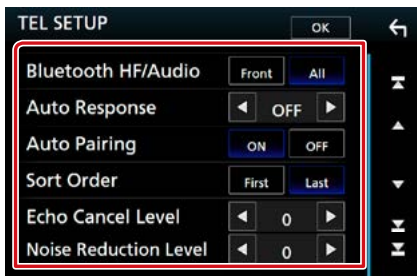 TEL SETUP OK
Bluetooth HF/Audio Front All
Auto Response OFF
Auto Pairing ON OFF
Sort Order First Last
Echo Cancel Level 0
Noise Reduction Level 0